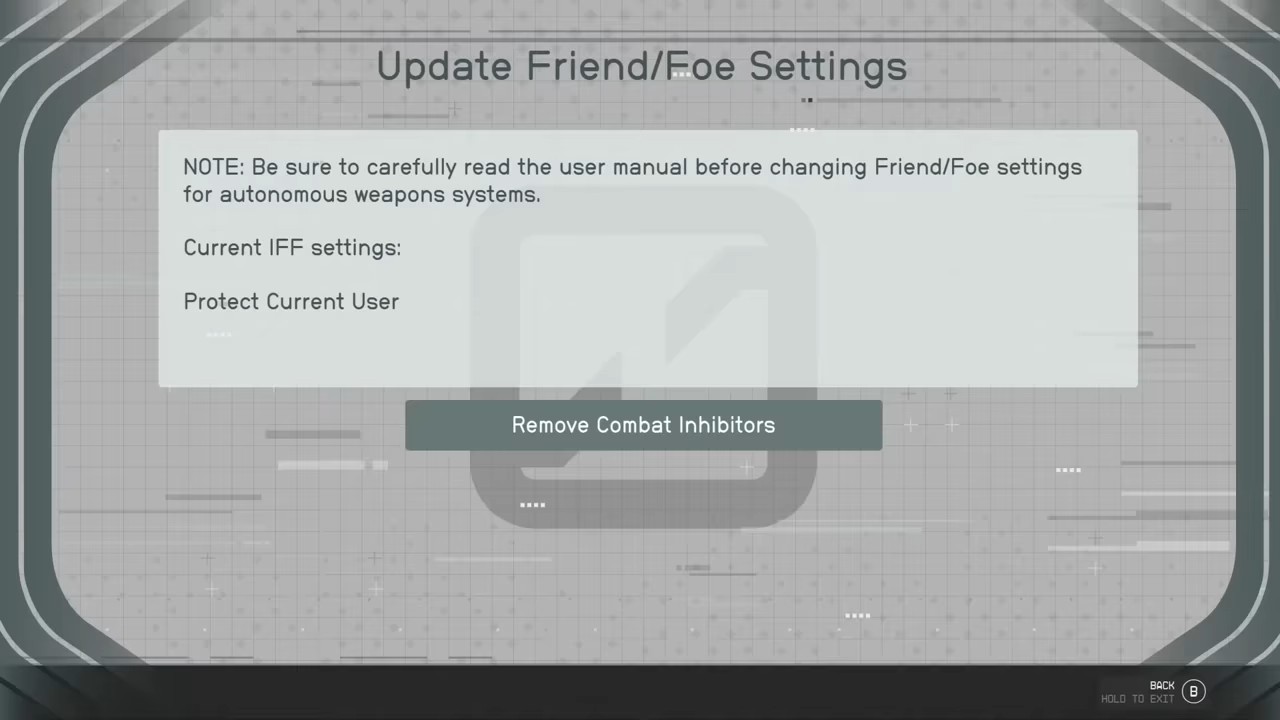 Update Friend/Foe Settings
NOTE: Be sure to carefully read the user manual before changing Friend/Foe settings
for autonomous weapons systems.
Current IFF settings:
Protect Current User
Remove Combat Inhibitors
BACK
HOLD TO EXIT
B